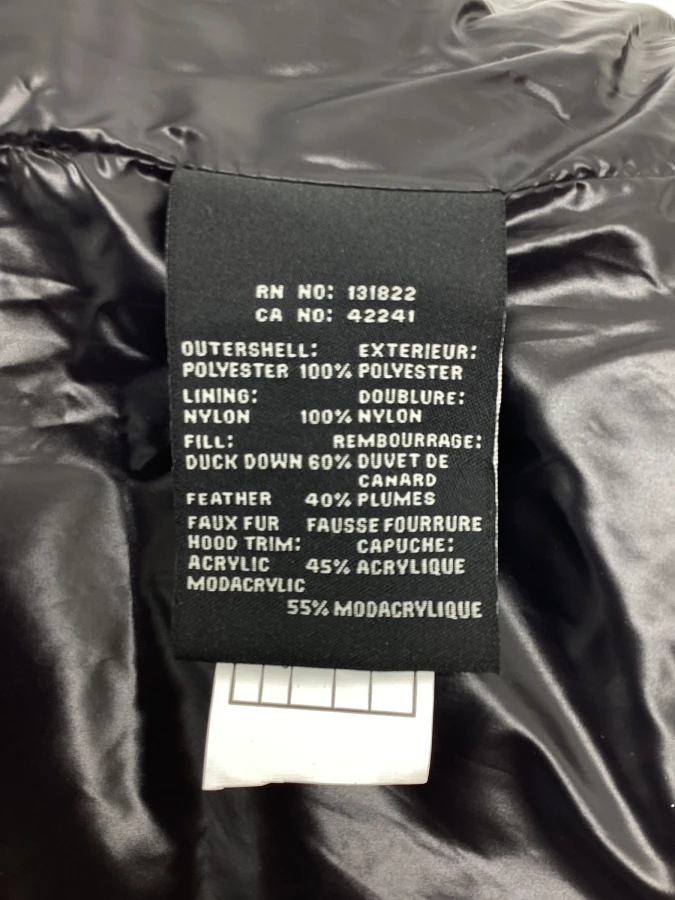 RN NO: 131822
CA NO: 42241
OUTERSHELL: EXTERIEUR:
POLYESTER 100% POLYESTER
LINING: DOUBLURE:
NYLON 100% NYLON
FILL: REMBOURRAGE:
DUCK DOWN 60% DUVET DE
CANARD
FEATHER 40% PLUMES
FAUX FUR FAUSSE FOURRURE
HOOD TRIM: CAPUCHE:
ACRYLIC 45% ACRYLIQUE
MODACRYLIC
55% MODACRYLIQUE